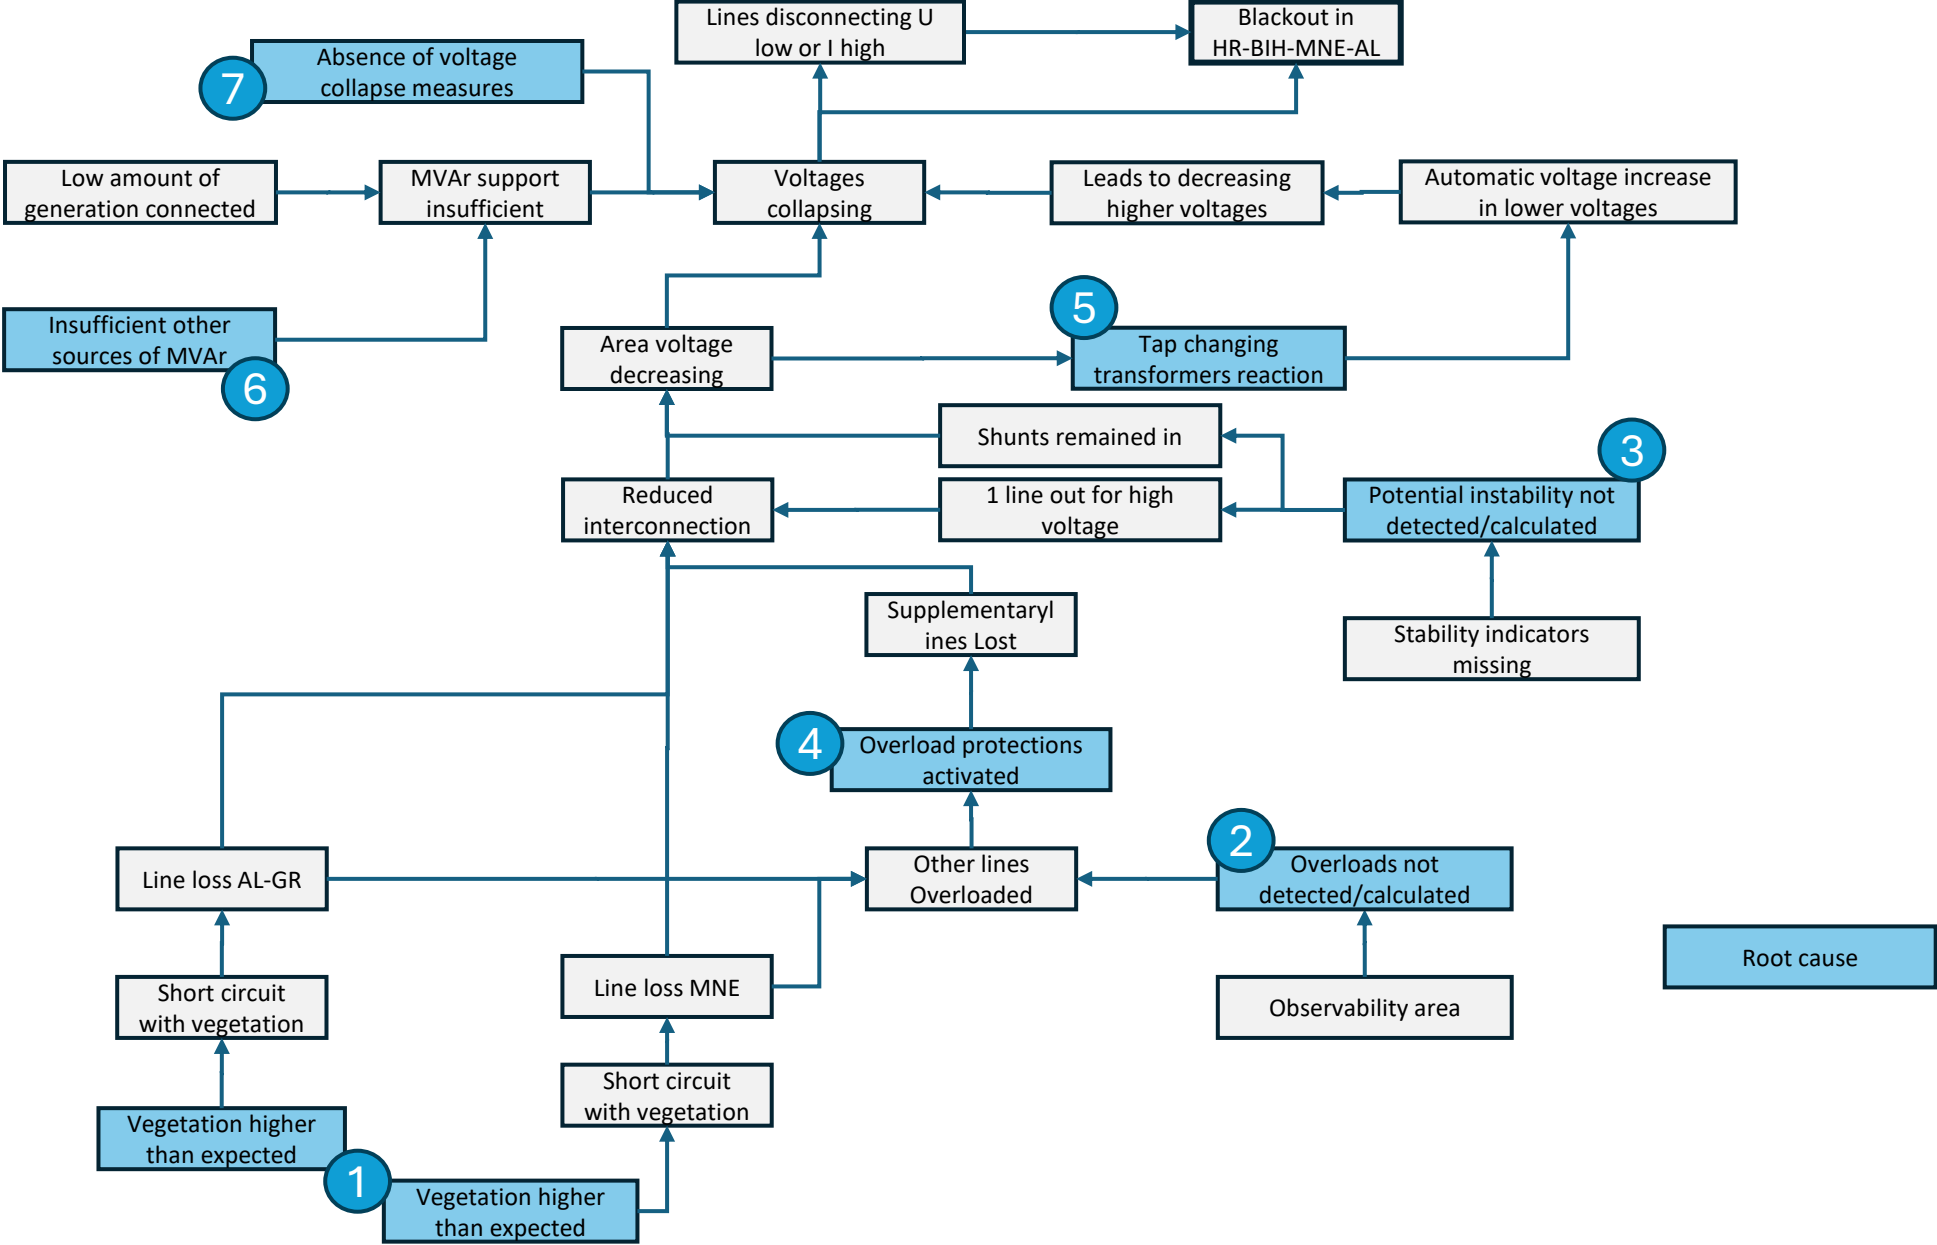 Lines disconnecting U
low or I high
Blackout in
HR-BIH-MNE-AL
Absence of voltage
collapse measures
7
Low amount of
generation connected
MVAr support
insufficient
Voltages
collapsing
Leads to decreasing
higher voltages
Automatic voltage increase
in lower voltages
Insufficient other
sources of MVAr
6
Area voltage
decreasing
5
Tap changing
transformers reaction
Shunts remained in
3
Reduced
interconnection
1 line out for high
voltage
Potential instability not
detected/calculated
Supplementaryl
ines Lost
Stability indicators
missing
4
Overload protections
activated
2
Line loss AL-GR
Other lines
Overloaded
Overloads not
detected/calculated
Root cause
Short circuit
with vegetation
Line loss MNE
Observability area
Short circuit
with vegetation
Vegetation higher
than expected
1
Vegetation higher
than expected